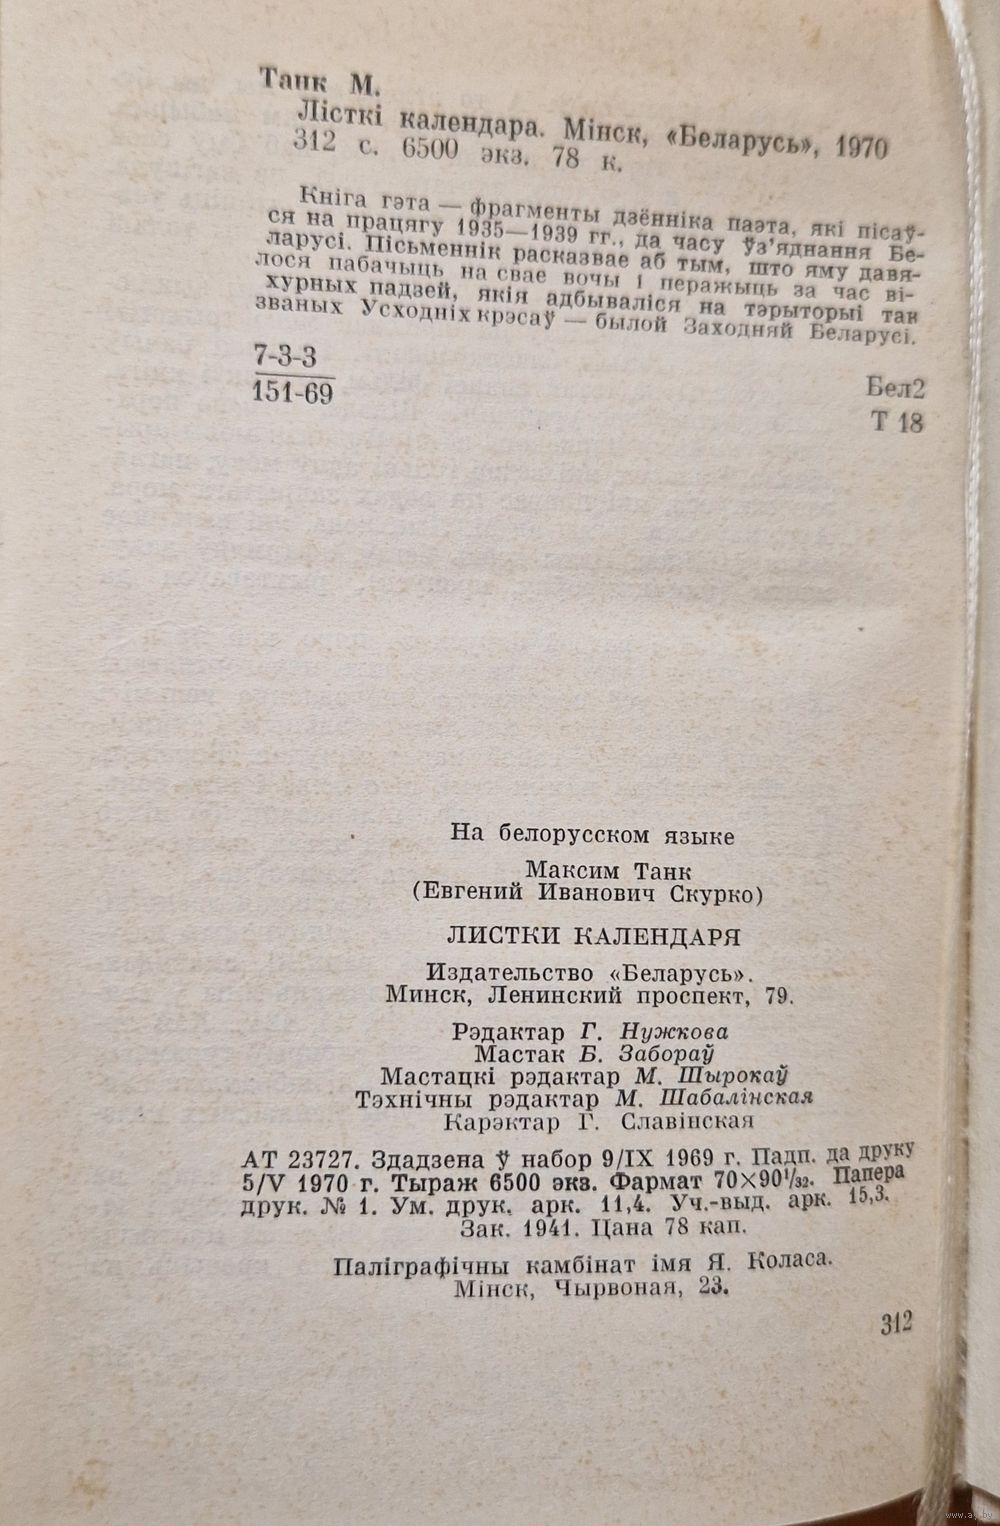 Танк М.
Лісткі календара. Мінск, «Беларусь», 1970
312 с. 6500 экз. 78 к.
Кніга гэта — фрагменты дзённіка паэта, які пісаў-
ся на працягу 1935—1939 гг., да часу ўз’яднання Бе-
ларусі. Пісьменнік расказвае аб тым, што яму давя-
лося пабачыць на свае вочы і перажыць за час ві-
хурных падзей, якія адбываліся на тэрыторыі так
званых Усходніх крэсаў — былой Заходняй Беларусі.
7-3-3
151-69
Бел2
Т 18
На белорусском языке
Максим Танк
(Евгений Иванович Скурко)
ЛИСТКИ КАЛЕНДАРЯ
Издательство «Беларусь».
Минск, Ленинский проспект, 79.
Рэдактар Г. Нужкова
Мастак Б. Забораў
Мастацкі рэдактар М. Шырокаў
Тэхнічны рэдактар М. Шабалінская
Карэктар Г. Славінская
АТ 23727. Здадзена ў набор 9/IX 1969 г. Падп. да друку
5/V 1970 г. Тыраж 6500 экз. Фармат 70×90¹/₃₂. Папера
друк. № 1. Ум. друк. арк. 11,4. Уч.-выд. арк. 15,3.
Зак. 1941. Цана 78 кап.
Паліграфічны камбінат імя Я. Коласа.
Мінск, Чырвоная, 23.
312
www.ay.by